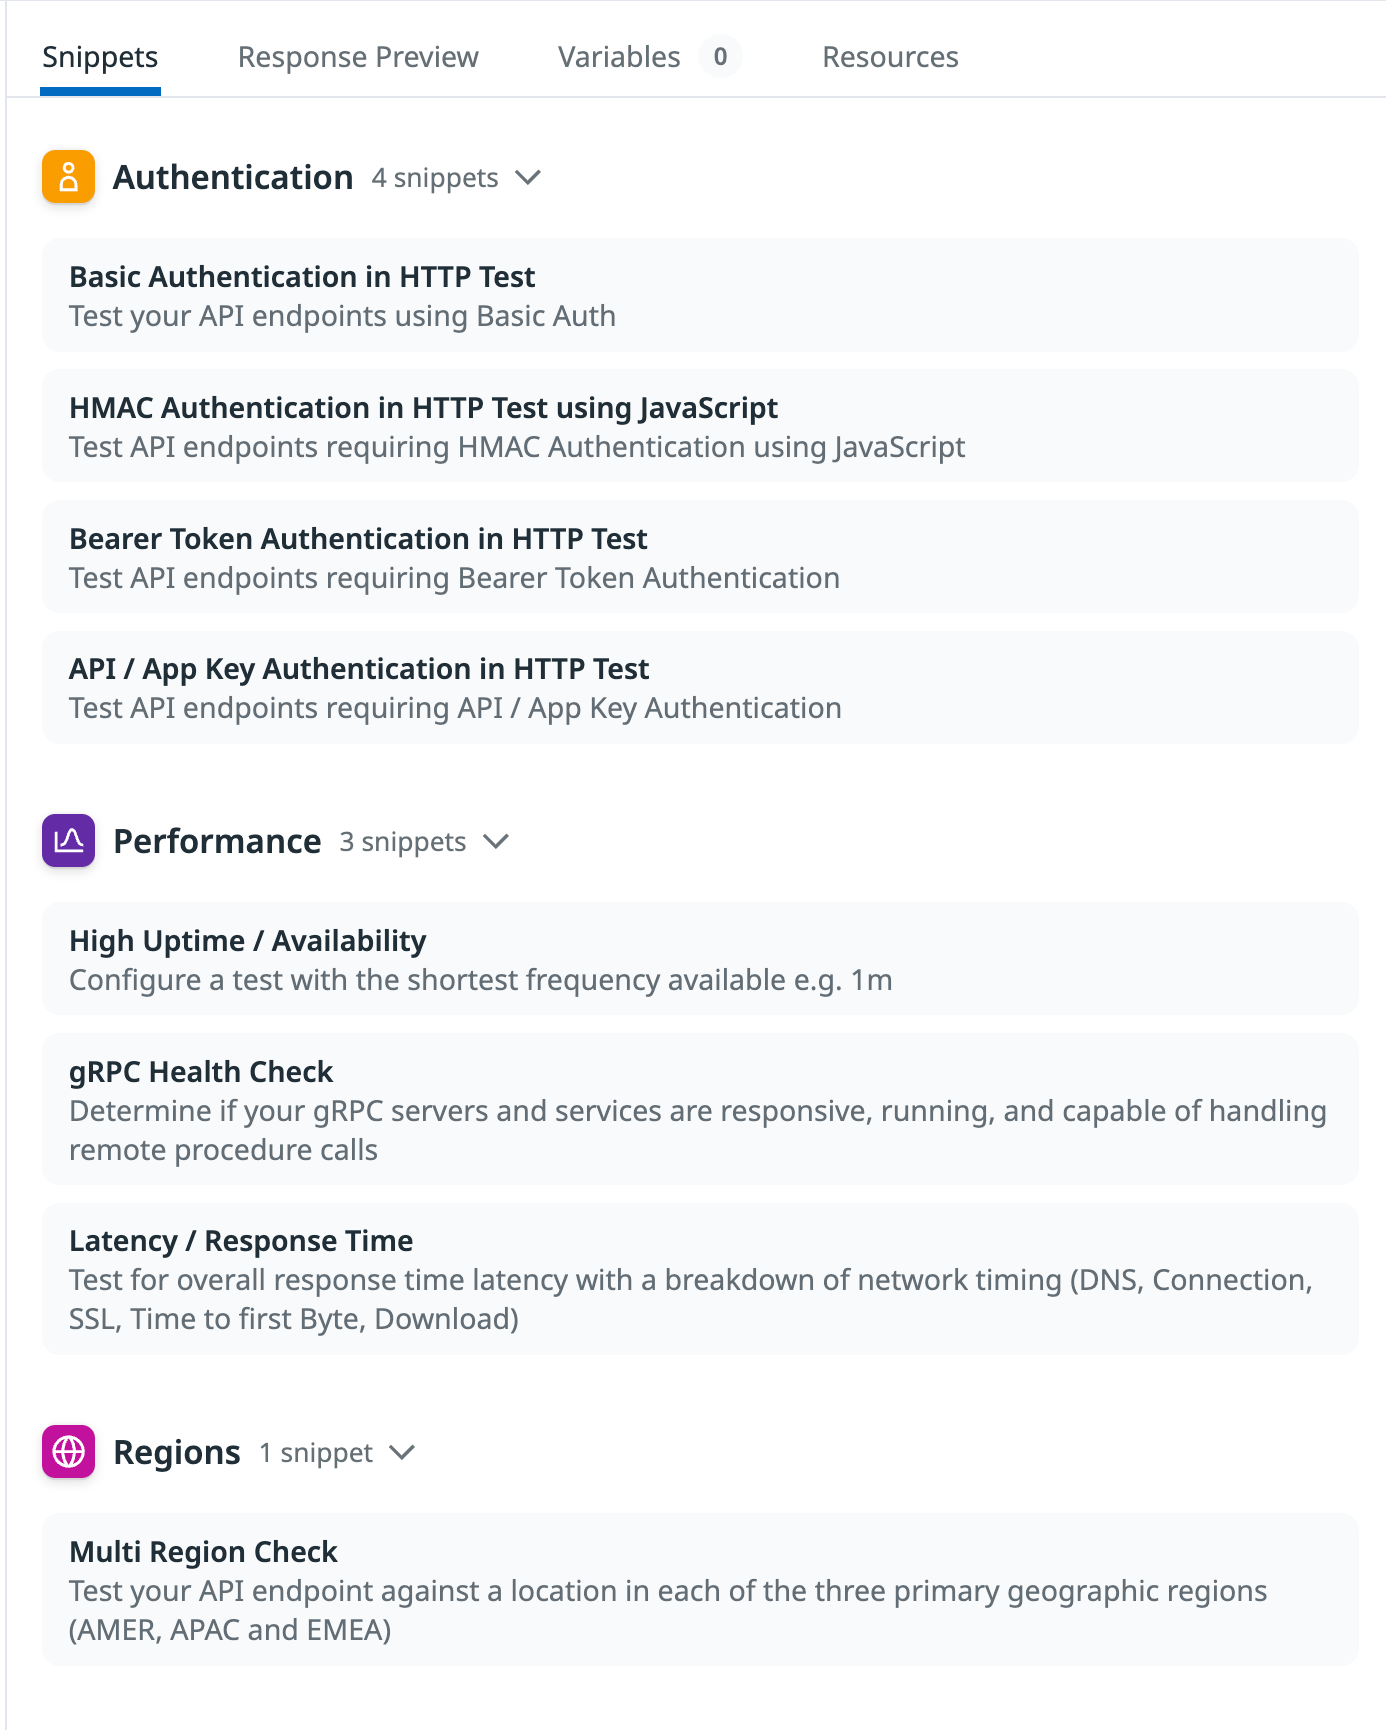 Snippets
Response Preview
Variables 0
Resources
Authentication 4 snippets
Basic Authentication in HTTP Test
Test your API endpoints using Basic Auth
HMAC Authentication in HTTP Test using JavaScript
Test API endpoints requiring HMAC Authentication using JavaScript
Bearer Token Authentication in HTTP Test
Test API endpoints requiring Bearer Token Authentication
API / App Key Authentication in HTTP Test
Test API endpoints requiring API / App Key Authentication
Performance 3 snippets
High Uptime / Availability
Configure a test with the shortest frequency available e.g. 1m
gRPC Health Check
Determine if your gRPC servers and services are responsive, running, and capable of handling
remote procedure calls
Latency / Response Time
Test for overall response time latency with a breakdown of network timing (DNS, Connection,
SSL, Time to first Byte, Download)
Regions 1 snippet
Multi Region Check
Test your API endpoint against a location in each of the three primary geographic regions
(AMER, APAC and EMEA)